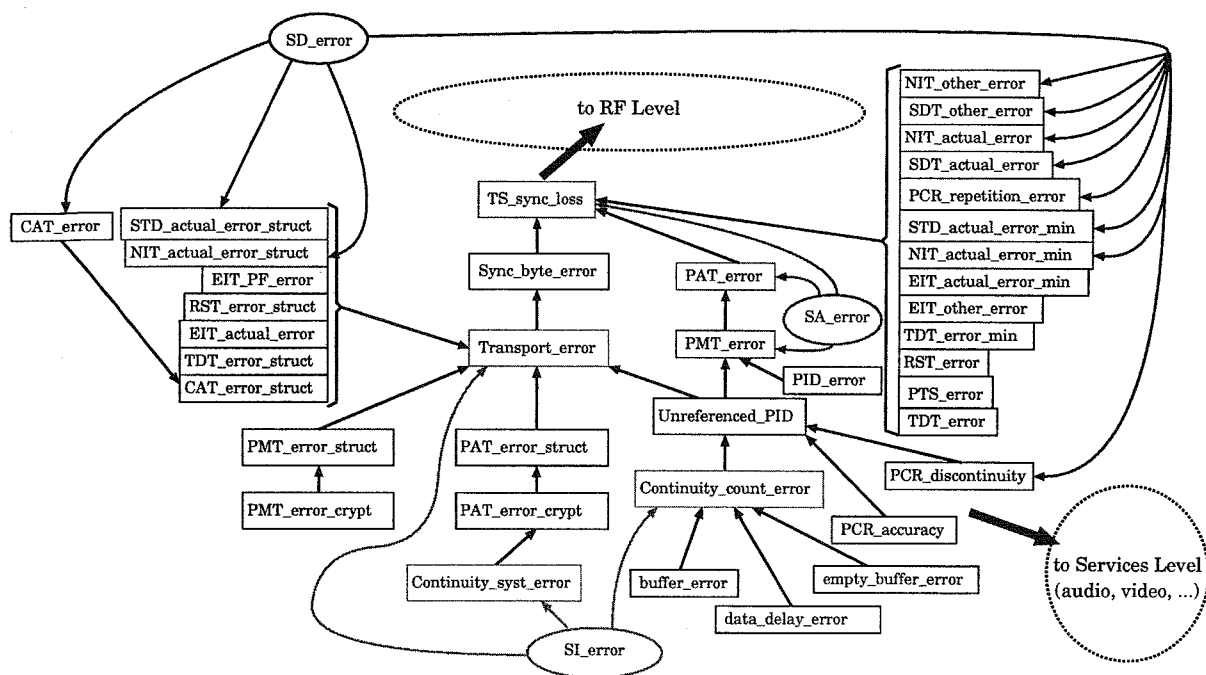 SD_error
to RF Level
NIT_other_error
SDT_other_error
NIT_actual_error
SDT_actual_error
PCR_repetition_error
STD_actual_error_min
NIT_actual_error_min
EIT_actual_error_min
EIT_other_error
TDT_error_min
RST_error
PTS_error
TDT_error
TS_sync_loss
CAT_error
STD_actual_error_struct
NIT_actual_error_struct
EIT_PF_error
RST_error_struct
EIT_actual_error
TDT_error_struct
CAT_error_struct
Sync_byte_error
PAT_error
SA_error
Transport_error
PMT_error
PID_error
Unreferenced_PID
PMT_error_struct
PAT_error_struct
PCR_discontinuity
Continuity_count_error
PMT_error_crypt
PAT_error_crypt
PCR_accuracy
Continuity_syst_error
buffer_error
empty_buffer_error
data_delay_error
to Services Level
(audio, video, ...)
SI_error